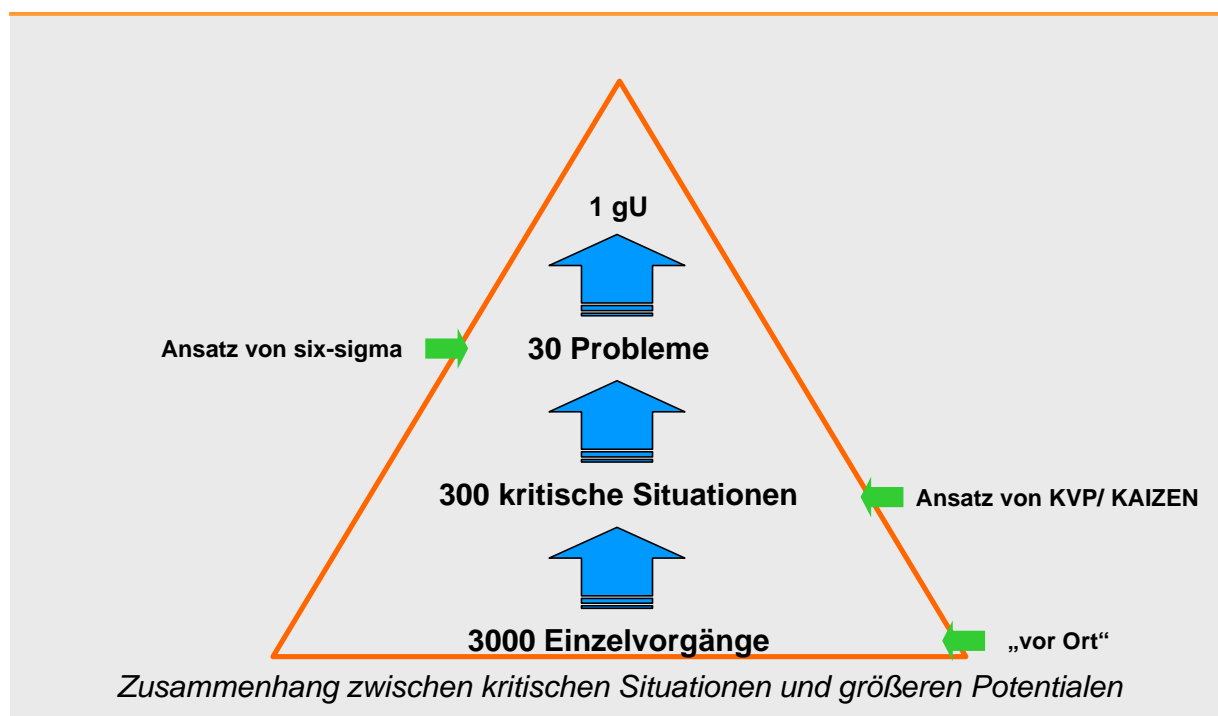 1 gU
Ansatz von six-sigma
30 Probleme
300 kritische Situationen
Ansatz von KVP/ KAIZEN
3000 Einzelvorgänge
„vor Ort“
Zusammenhang zwischen kritischen Situationen und größeren Potentialen